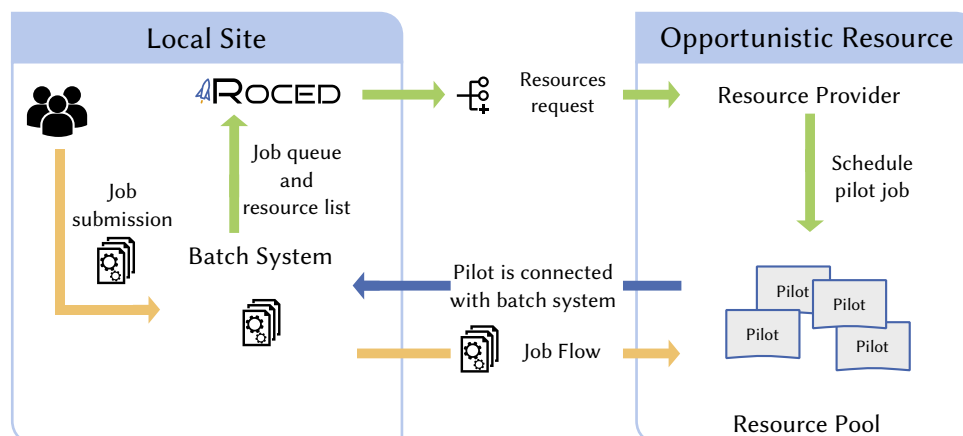 Local Site
Opportunistic Resource
ROCED
Resources
request
Resource Provider
Job queue
and
resource list
Schedule
pilot job
Job
submission
Batch System
Pilot is connected
with batch system
Pilot
Pilot
Pilot
Pilot
Job Flow
Resource Pool